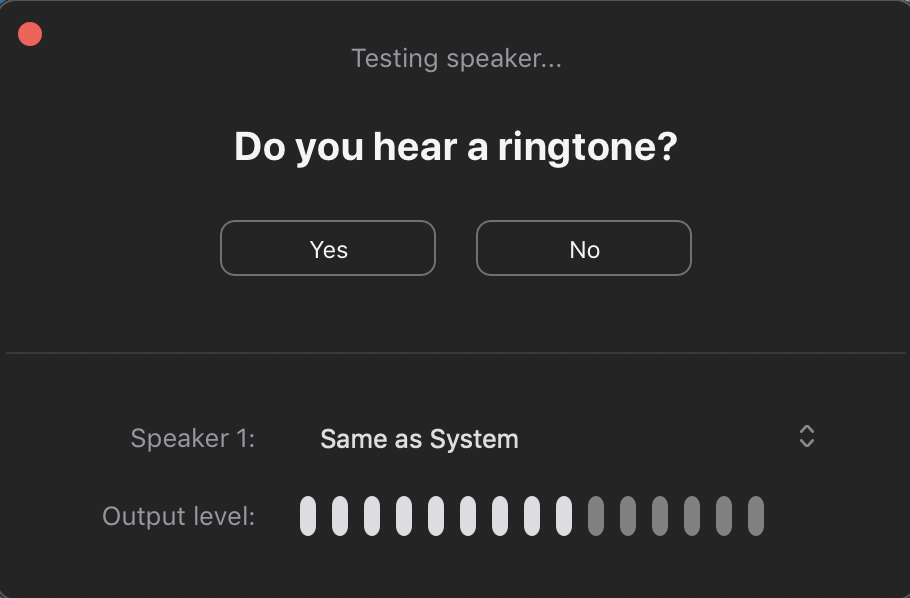 Testing speaker...
Do you hear a ringtone?
Yes
No
Speaker 1:
Same as System
Output level: